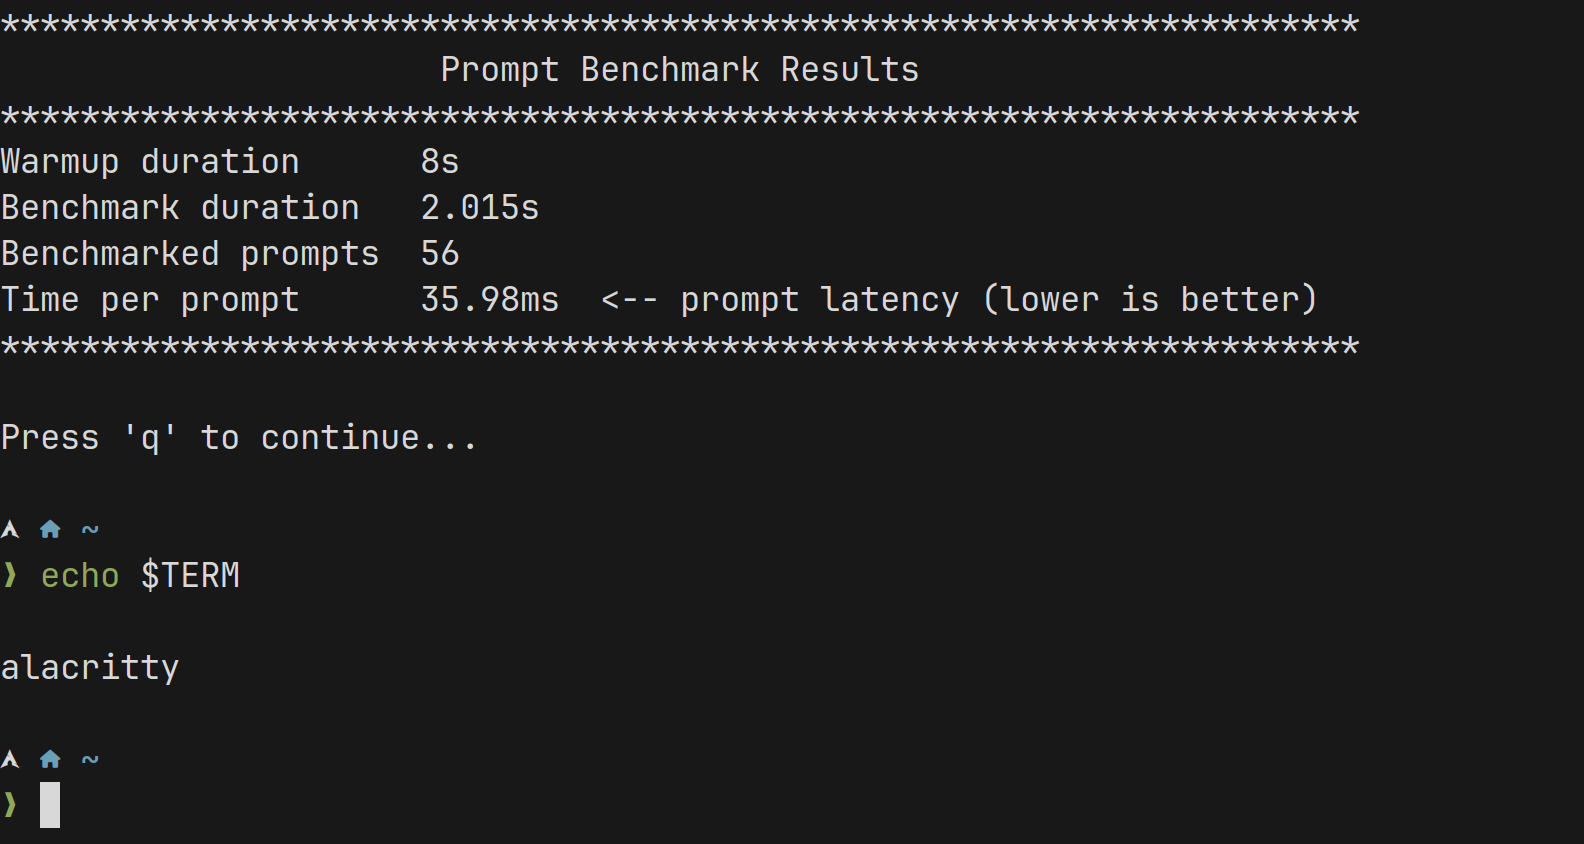 ********************************************************************
Prompt Benchmark Results
********************************************************************
Warmup duration      8s
Benchmark duration   2.015s
Benchmarked prompts  56
Time per prompt      35.98ms  <-- prompt latency (lower is better)
********************************************************************
Press 'q' to continue...
~
❱ echo $TERM
alacritty
~
❱